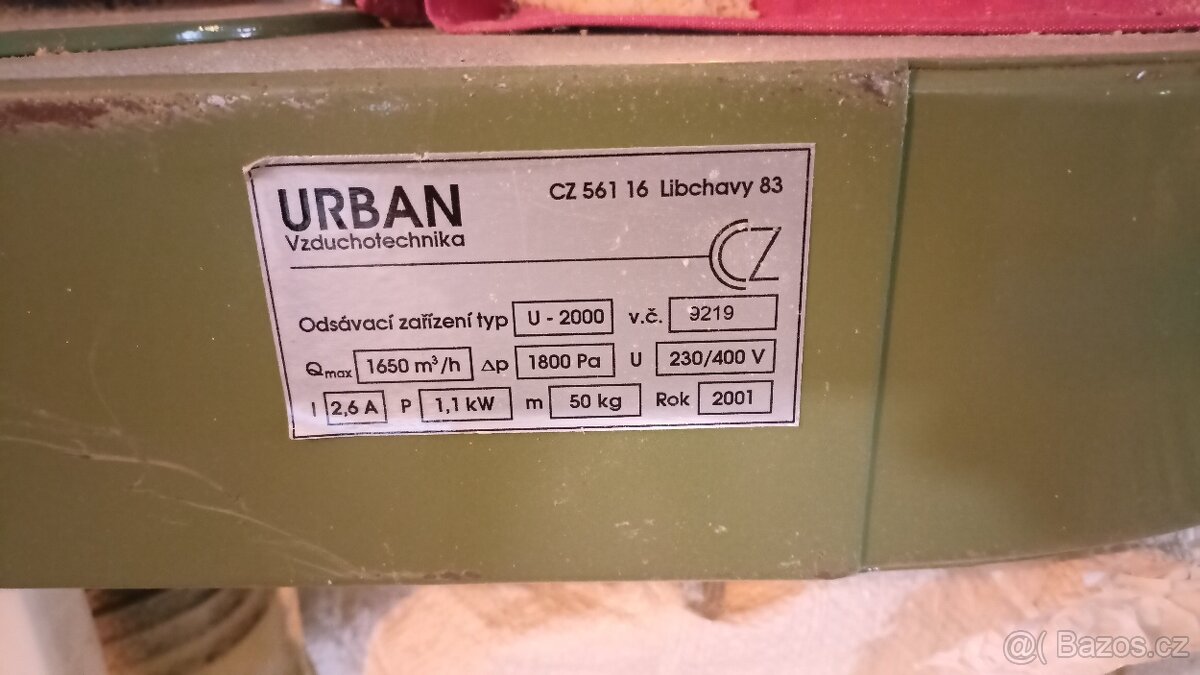 URBAN
Vzduchotechnika
CZ 561 16 Libchavy 83
CZ
Odsávací zařízení typ U - 2000 v.č. 9219
Qmax 1650 m³/h Δp 1800 Pa U 230/400 V
I 2,6 A P 1,1 kW m 50 kg Rok 2001
@( Bazos.cz